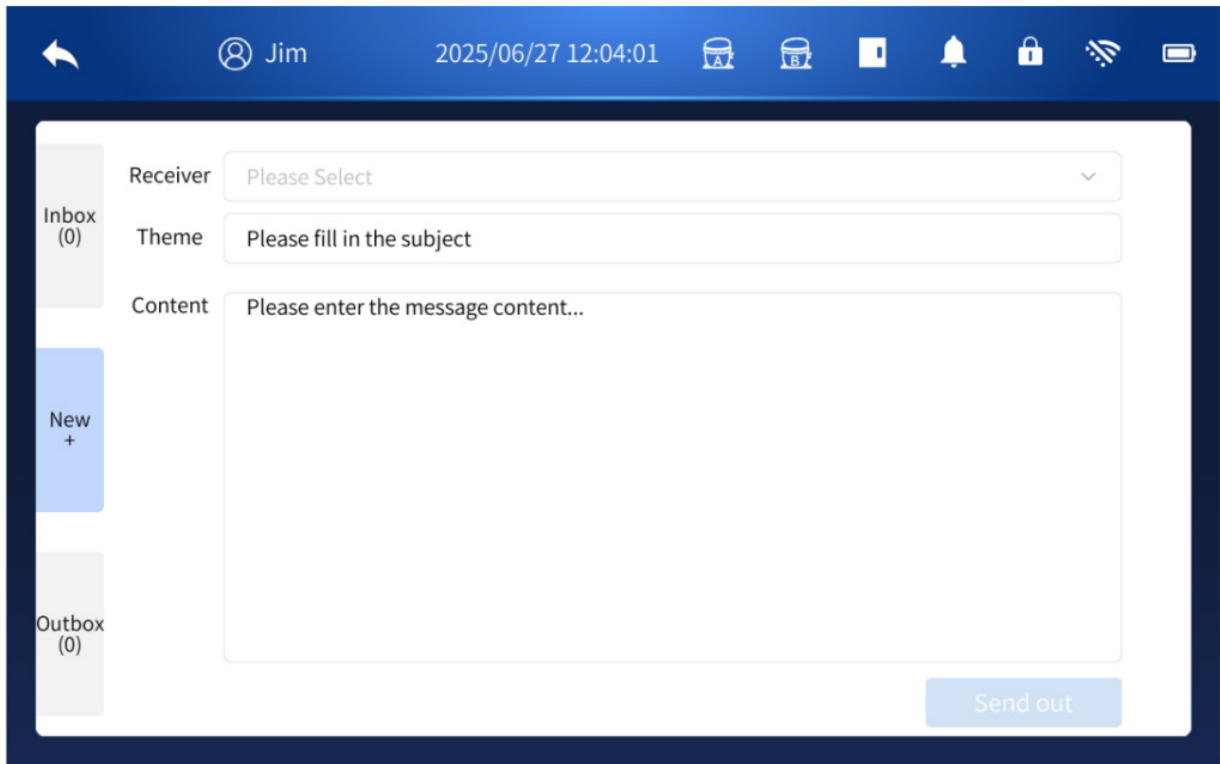 Jim
2025/06/27 12:04:01
A
B
Inbox
(0)
New
+
Outbox
(0)
Receiver
Please Select
Theme
Please fill in the subject
Content
Please enter the message content...
Send out